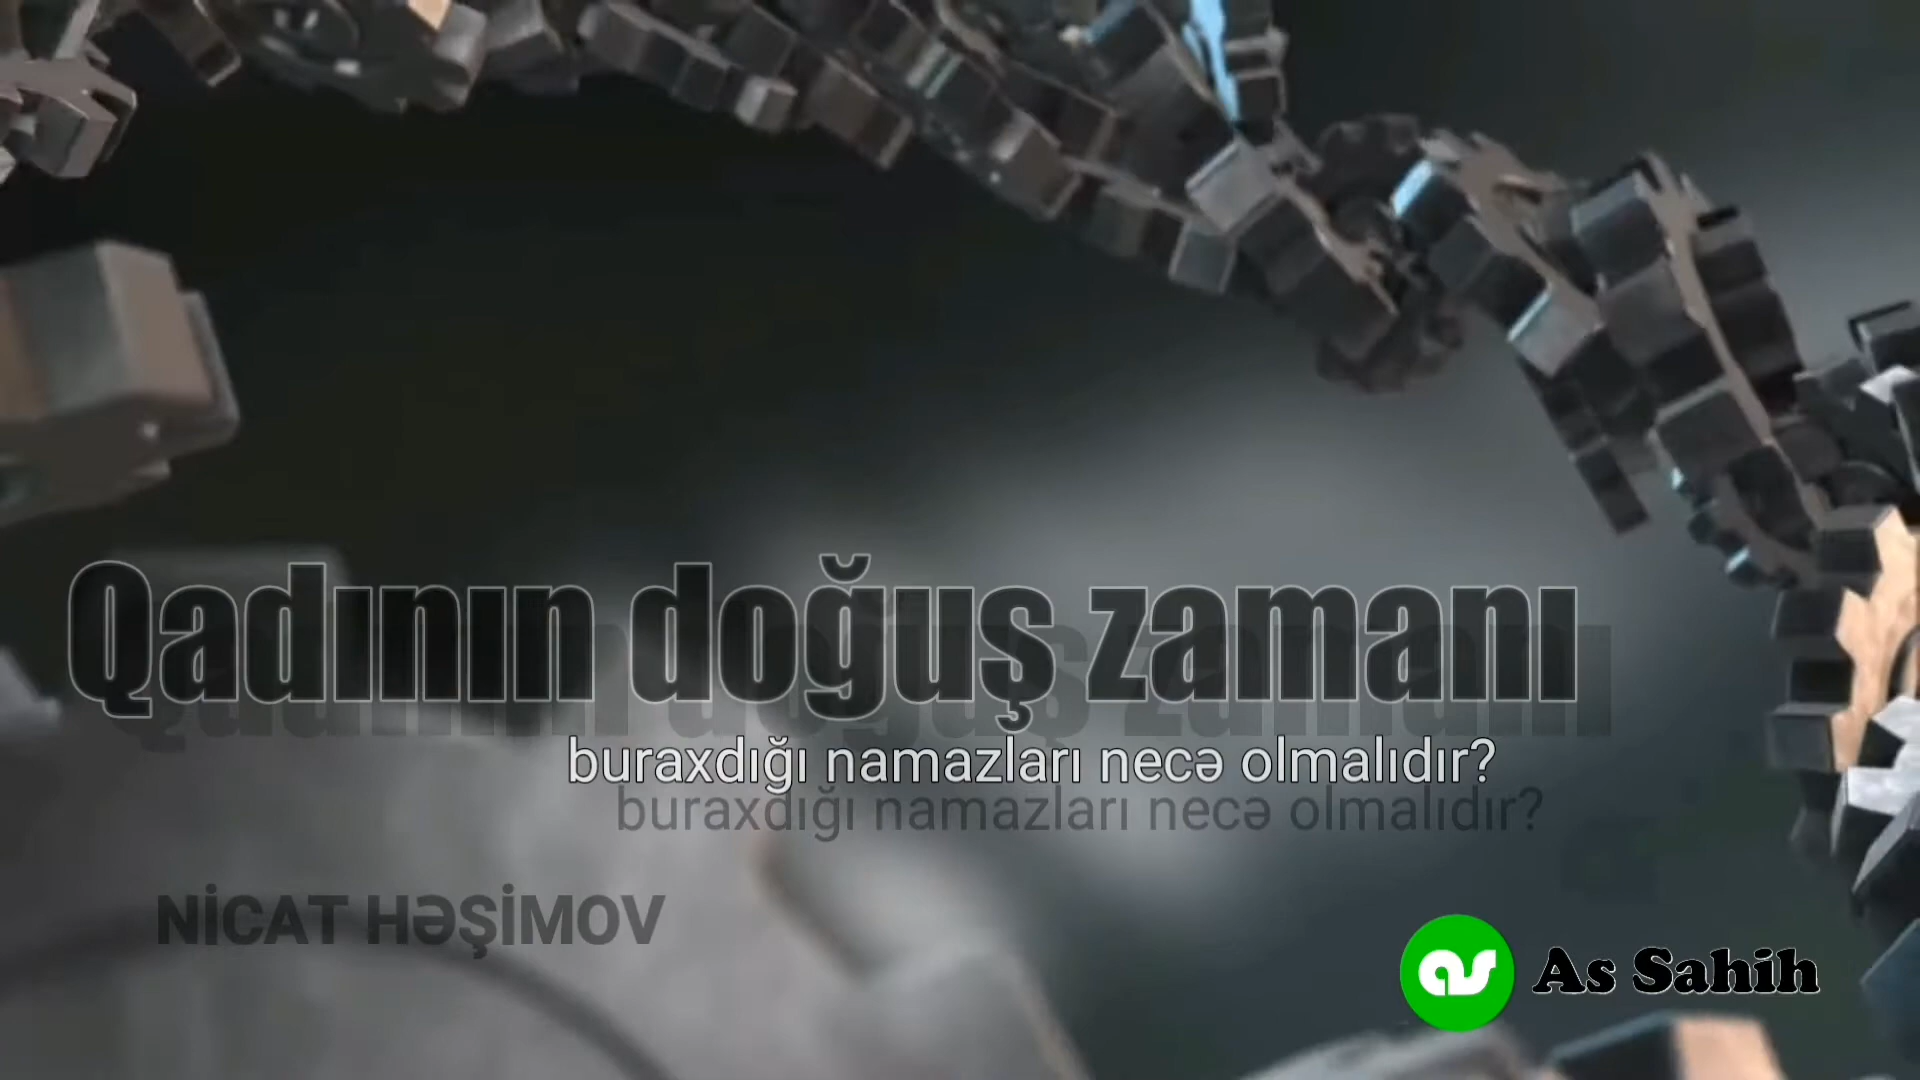 Qadının doğuş zamanı
buraxdığı namazları necə olmalıdır?
NİCAT HƏŞİMOV
As Sahih